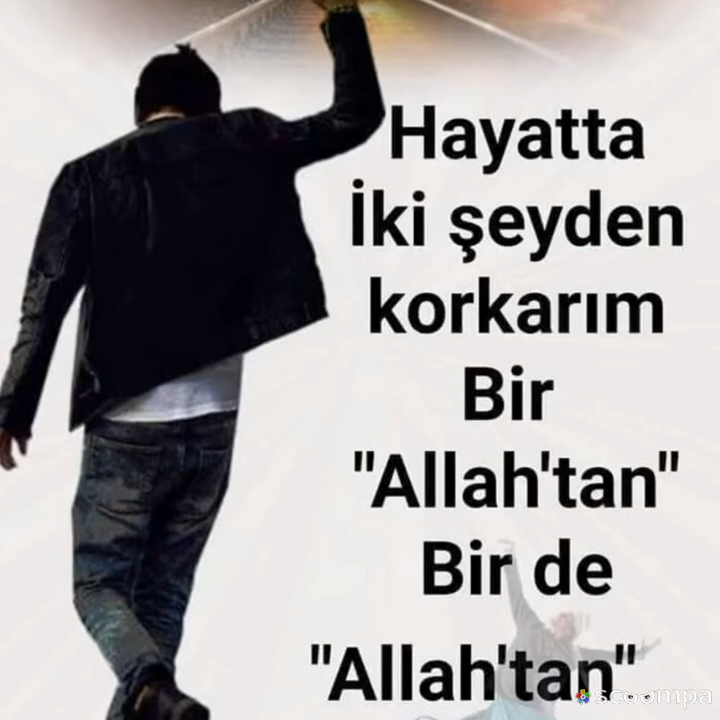 Hayatta
İki şeyden
korkarım
Bir
"Allah'tan"
Bir de
"Allah'tan"..
scoompa